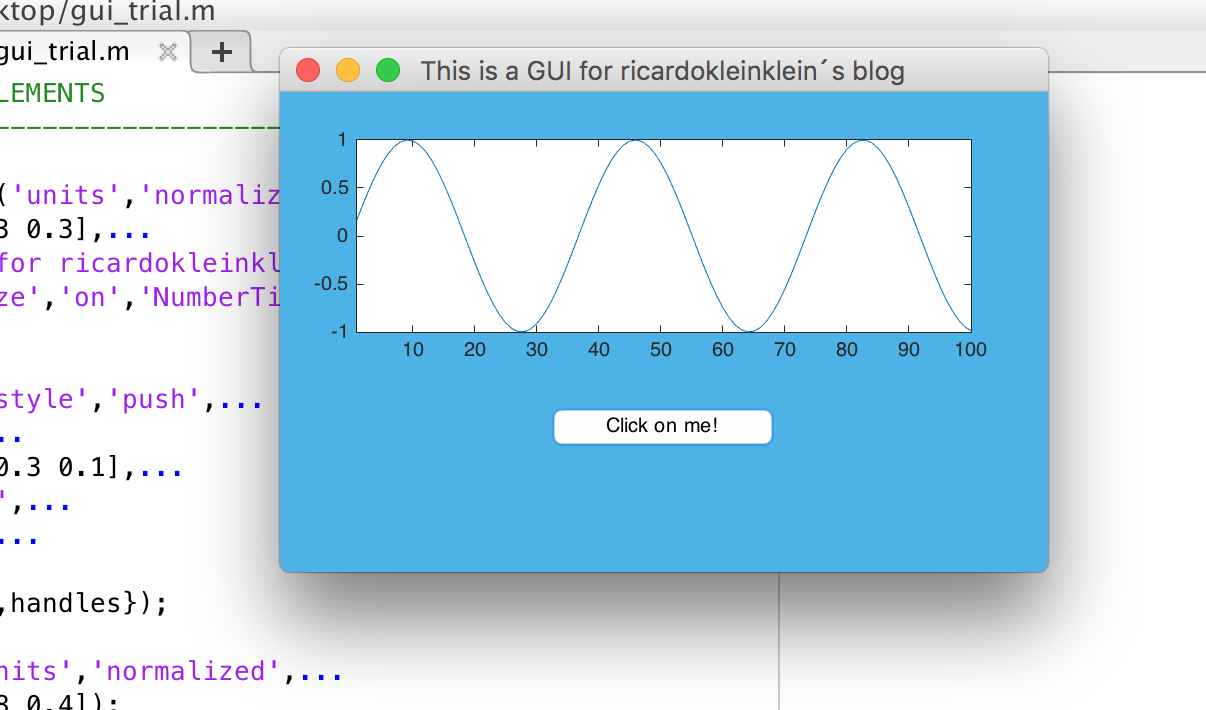 ktop/gui_trial.m
gui_trial.m
+
This is a GUI for ricardokleinklein´s blog
LEMENTS
--------------------
('units','normaliz
3 0.3],...
for ricardokleinkl
ze','on','NumberTi
style','push',...
..
0.3 0.1],...
',...
...
,handles});
nits','normalized',...
8 0.4]);
1
0.5
0
-0.5
-1
10 20 30 40 50 60 70 80 90 100
Click on me!